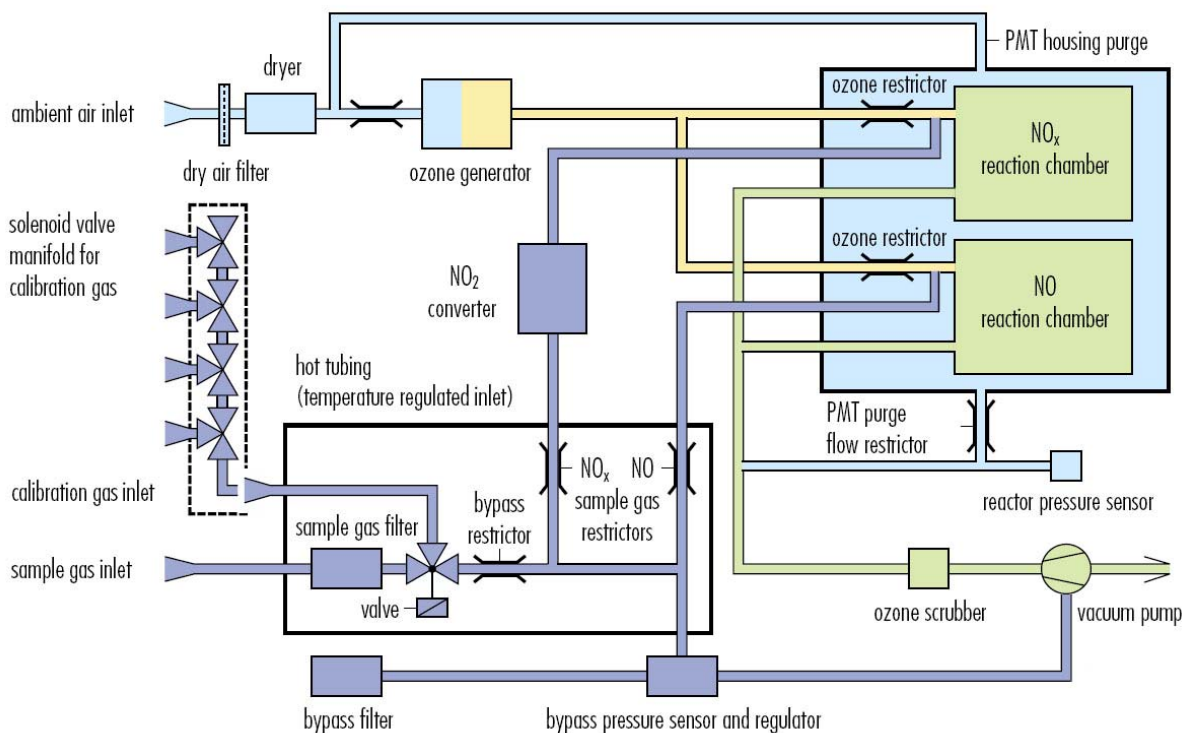 PMT housing purge
dryer
ozone restrictor
ambient air inlet
NOx
reaction chamber
dry air filter
ozone generator
solenoid valve
manifold for
calibration gas
ozone restrictor
NO2
converter
NO
reaction chamber
hot tubing
(temperature regulated inlet)
PMT purge
flow restrictor
NOx
NO
sample gas
restrictors
calibration gas inlet
bypass
restrictor
reactor pressure sensor
sample gas filter
sample gas inlet
valve
ozone scrubber
vacuum pump
bypass filter
bypass pressure sensor and regulator